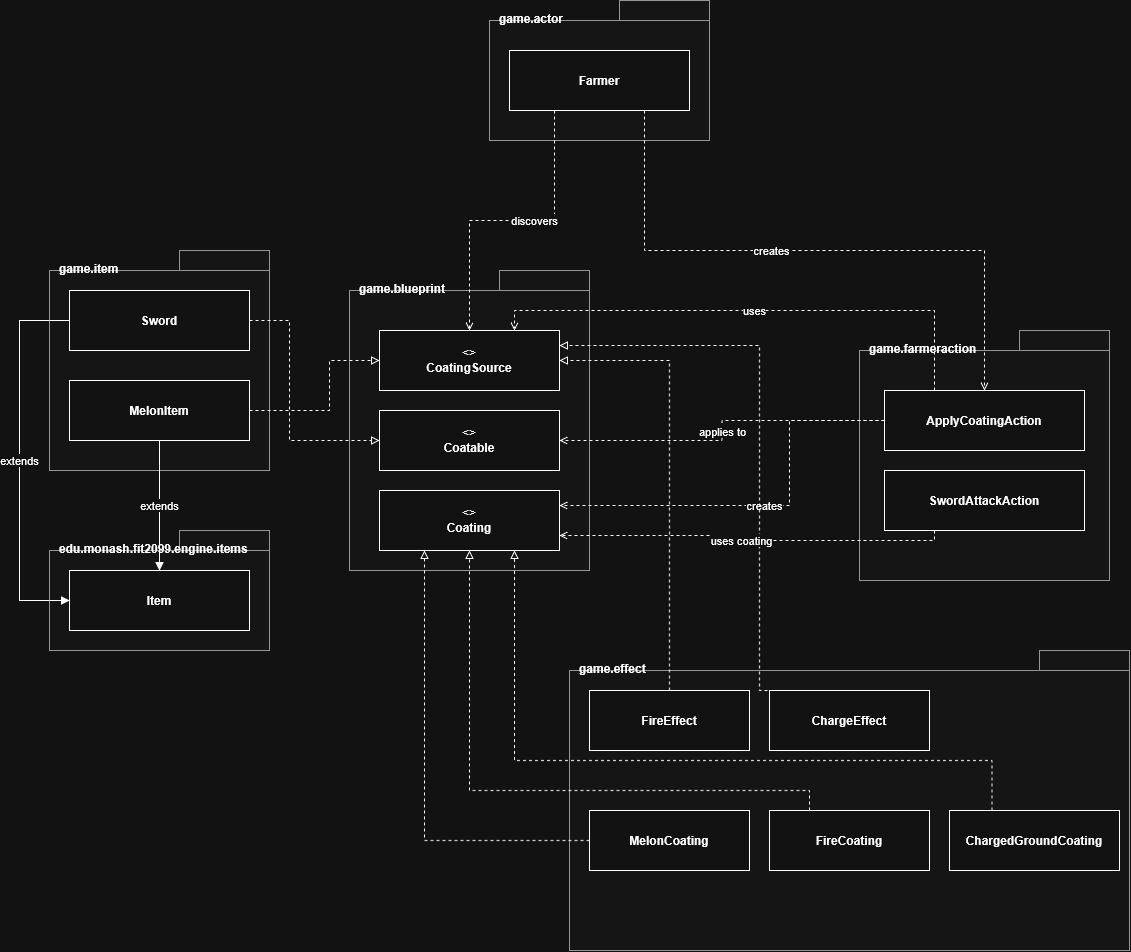 game.actor
Farmer
discovers
creates
game.item
Sword
MelonItem
extends
extends
edu.monash.fit2099.engine.items
Item
game.blueprint
<>
CoatingSource
<>
Coatable
<>
Coating
uses
applies to
creates
uses coating
game.farmeraction
ApplyCoatingAction
SwordAttackAction
game.effect
FireEffect
ChargeEffect
MelonCoating
FireCoating
ChargedGroundCoating